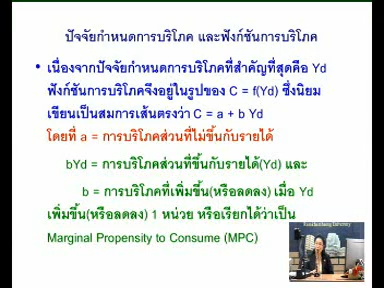 ปัจจัยกำหนดการบริโภค และฟังก์ชันการบริโภค
• เนื่องจากปัจจัยกำหนดการบริโภคที่สำคัญที่สุดคือ Yd
ฟังก์ชันการบริโภคจึงอยู่ในรูปของ C = f(Yd) ซึ่งนิยม
เขียนเป็นสมการเส้นตรงว่า C = a + b Yd
โดยที่ a = การบริโภคส่วนที่ไม่ขึ้นกับรายได้
bYd = การบริโภคส่วนที่ขึ้นกับรายได้(Yd) และ
b = การบริโภคที่เพิ่มขึ้น(หรือลดลง) เมื่อ Yd
เพิ่มขึ้น(หรือลดลง) 1 หน่วย หรือเรียกได้ว่าเป็น
Marginal Propensity to Consume (MPC)